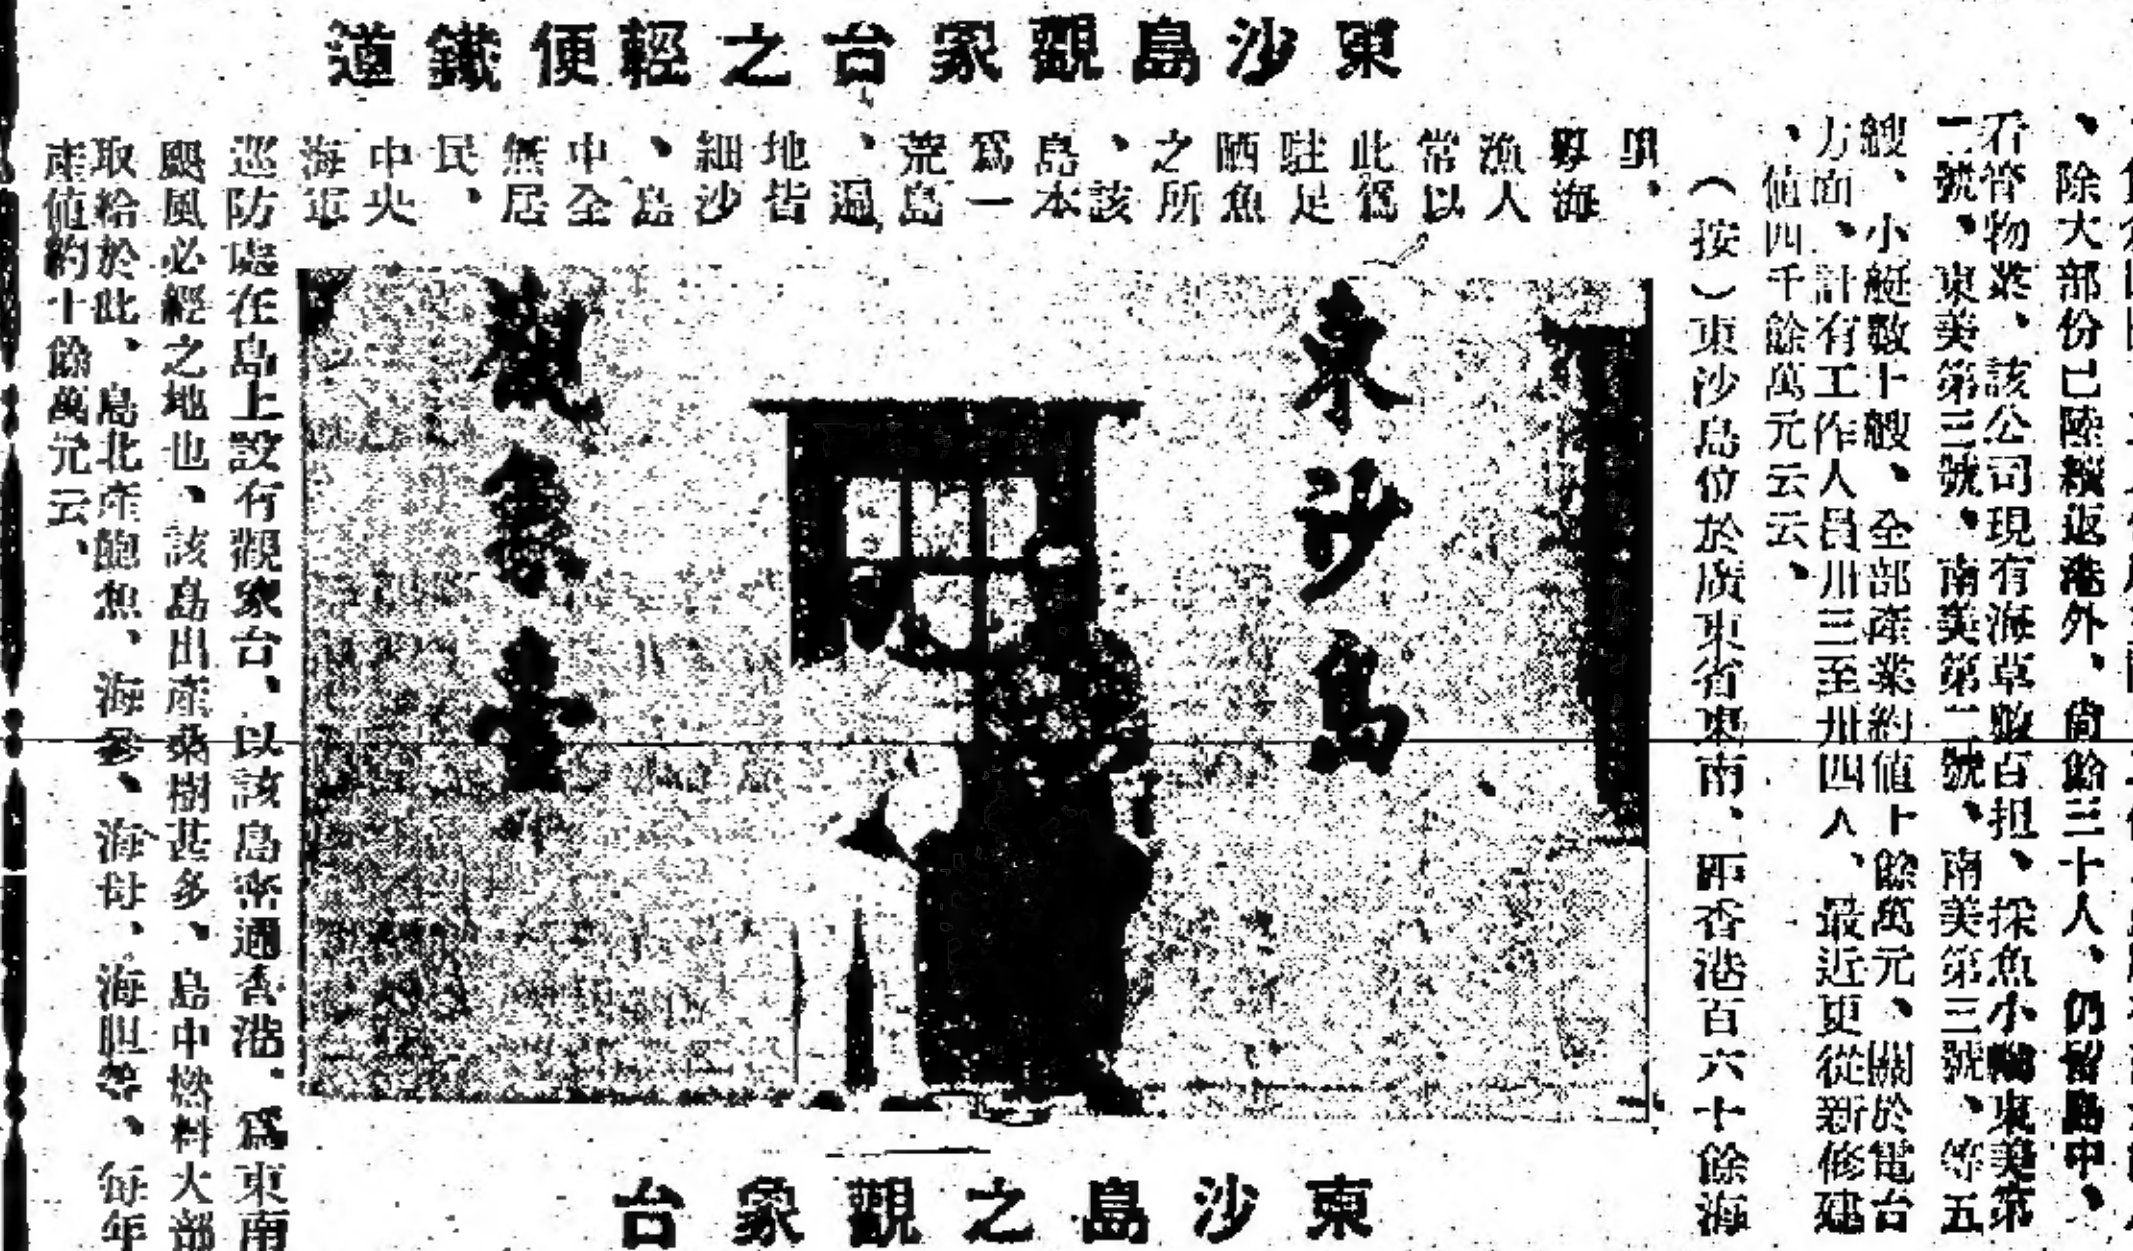 東沙島觀象台之輕便鐵道
、除大部份已陸續返港外、尚餘三十人、仍留島中、
看管物業、該公司現有海草數百担、採魚小輪東美第
二號、東美第三號、南美第二號、南美第三號、等五
艘、小艇數十艘、全部產業約值十餘萬元、關於電台
方面、計有工作人員卅三至卅四人、最近更從新修建
、值四千餘萬元云云、
(按)東沙島位於廣東省東南、距香港百六十餘海
海
漁人
常以
此爲
駐足
晒魚
之所
、該
島本
爲一
荒島
、遍
地皆
細沙
、島
中全
無居
民、
中央
海軍
巡防處在島上設有觀象台、以該島密通香港、爲東南
颶風必經之地也、該島出產桑樹甚多、島中燃料大部
取給於此、島北產鮑魚、海參、海母、海胆等、每年
產值約十餘萬元云、
東沙島
觀象臺
東沙島之觀象台